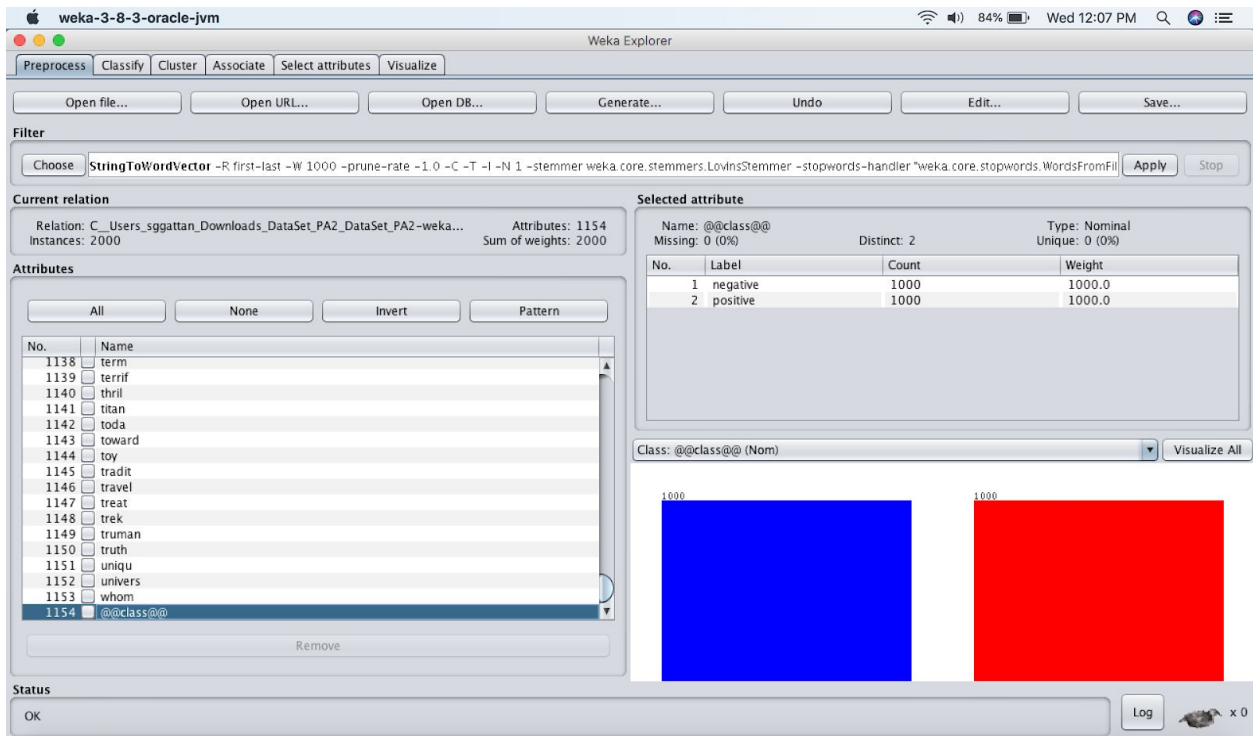 weka-3-8-3-oracle-jvm 84% Wed 12:07 PM
Weka Explorer
Preprocess Classify Cluster Associate Select attributes Visualize
Open file... Open URL... Open DB... Generate... Undo Edit... Save...
Filter
Choose StringToWordVector -R first-last -W 1000 -prune-rate -1.0 -C -T -I -N 1 -stemmer weka.core.stemmers.LovinsStemmer -stopwords-handler "weka.core.stopwords.WordsFromFil Apply Stop
Current relation
Relation: C__Users_sggattan_Downloads_DataSet_PA2_DataSet_PA2-weka... Attributes: 1154
Instances: 2000 Sum of weights: 2000
Attributes
All None Invert Pattern
No. Name
1138 term
1139 terrif
1140 thril
1141 titan
1142 toda
1143 toward
1144 toy
1145 tradit
1146 travel
1147 treat
1148 trek
1149 truman
1150 truth
1151 uniqu
1152 univers
1153 whom
1154 @@class@@
Remove
Selected attribute
Name: @@class@@ Type: Nominal
Missing: 0 (0%) Distinct: 2 Unique: 0 (0%)
No. Label Count Weight
1 negative 1000 1000.0
2 positive 1000 1000.0
Class: @@class@@ (Nom) Visualize All
1000 1000
Status
OK Log x 0